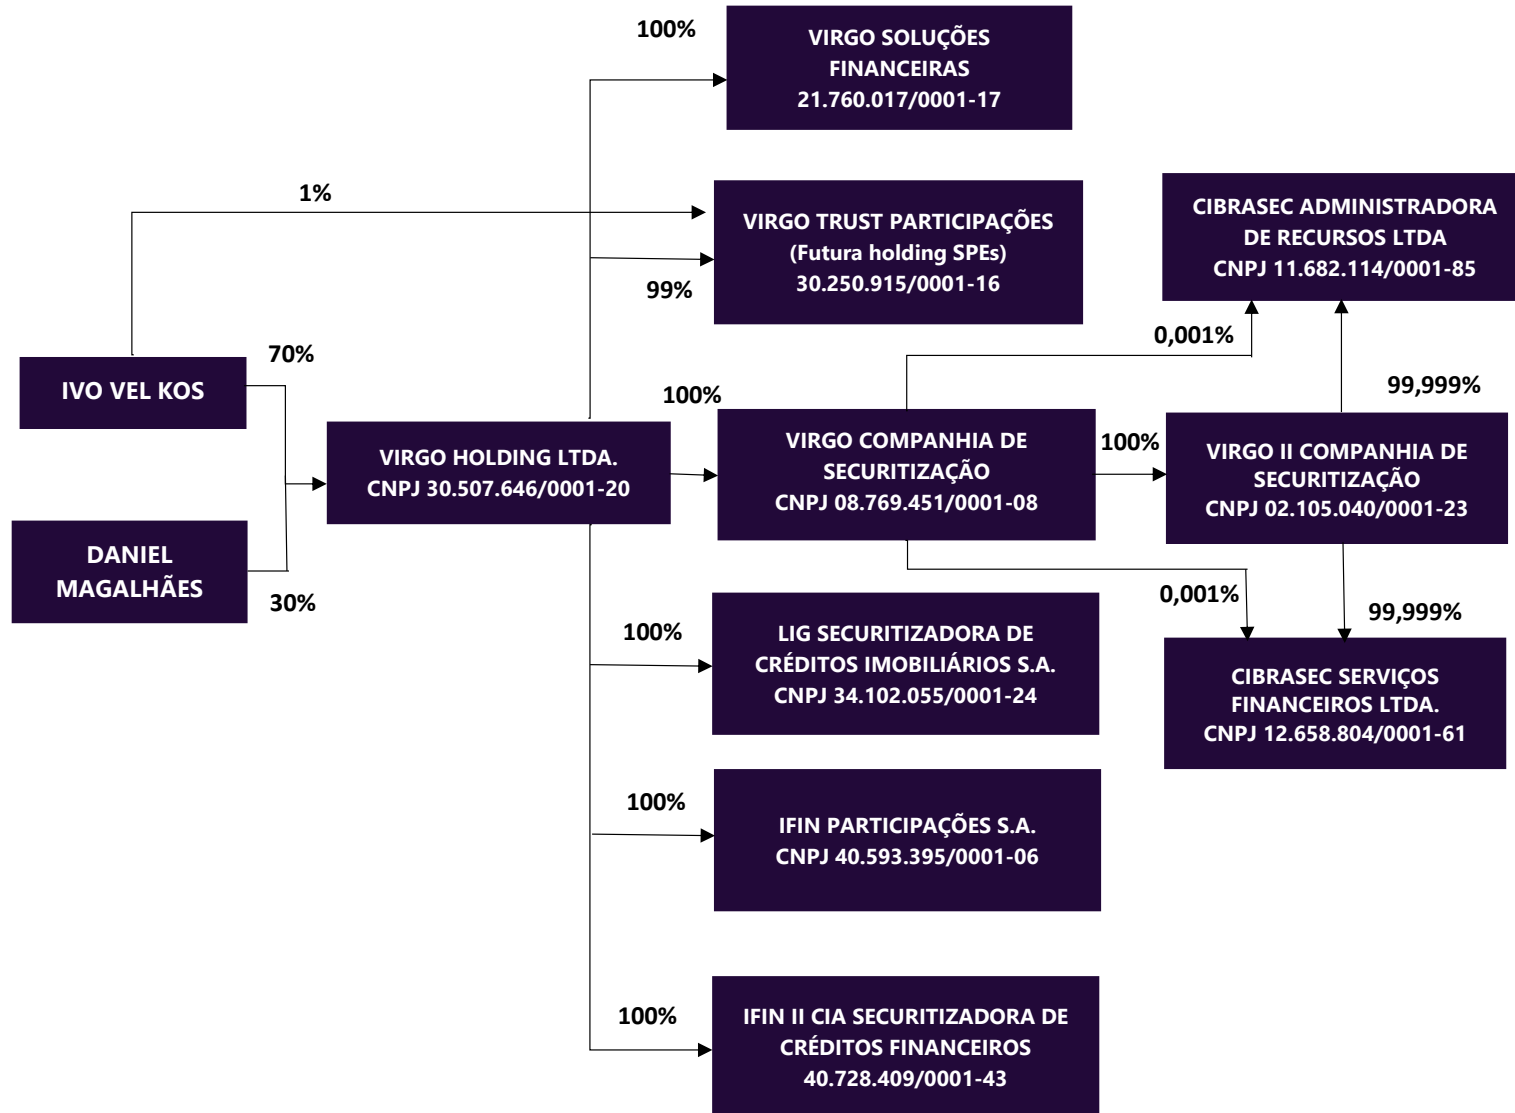 100%
VIRGO SOLUÇÕES
FINANCEIRAS
21.760.017/0001-17
1%
VIRGO TRUST PARTICIPAÇÕES
(Futura holding SPEs)
30.250.915/0001-16
99%
CIBRASEC ADMINISTRADORA
DE RECURSOS LTDA
CNPJ 11.682.114/0001-85
0,001%
99,999%
70%
IVO VEL KOS
DANIEL
MAGALHÃES
30%
VIRGO HOLDING LTDA.
CNPJ 30.507.646/0001-20
100%
VIRGO COMPANHIA DE
SECURITIZAÇÃO
CNPJ 08.769.451/0001-08
100%
VIRGO II COMPANHIA DE
SECURITIZAÇÃO
CNPJ 02.105.040/0001-23
0,001%
99,999%
CIBRASEC SERVIÇOS
FINANCEIROS LTDA.
CNPJ 12.658.804/0001-61
100%
LIG SECURITIZADORA DE
CRÉDITOS IMOBILIÁRIOS S.A.
CNPJ 34.102.055/0001-24
100%
IFIN PARTICIPAÇÕES S.A.
CNPJ 40.593.395/0001-06
100%
IFIN II CIA SECURITIZADORA DE
CRÉDITOS FINANCEIROS
40.728.409/0001-43